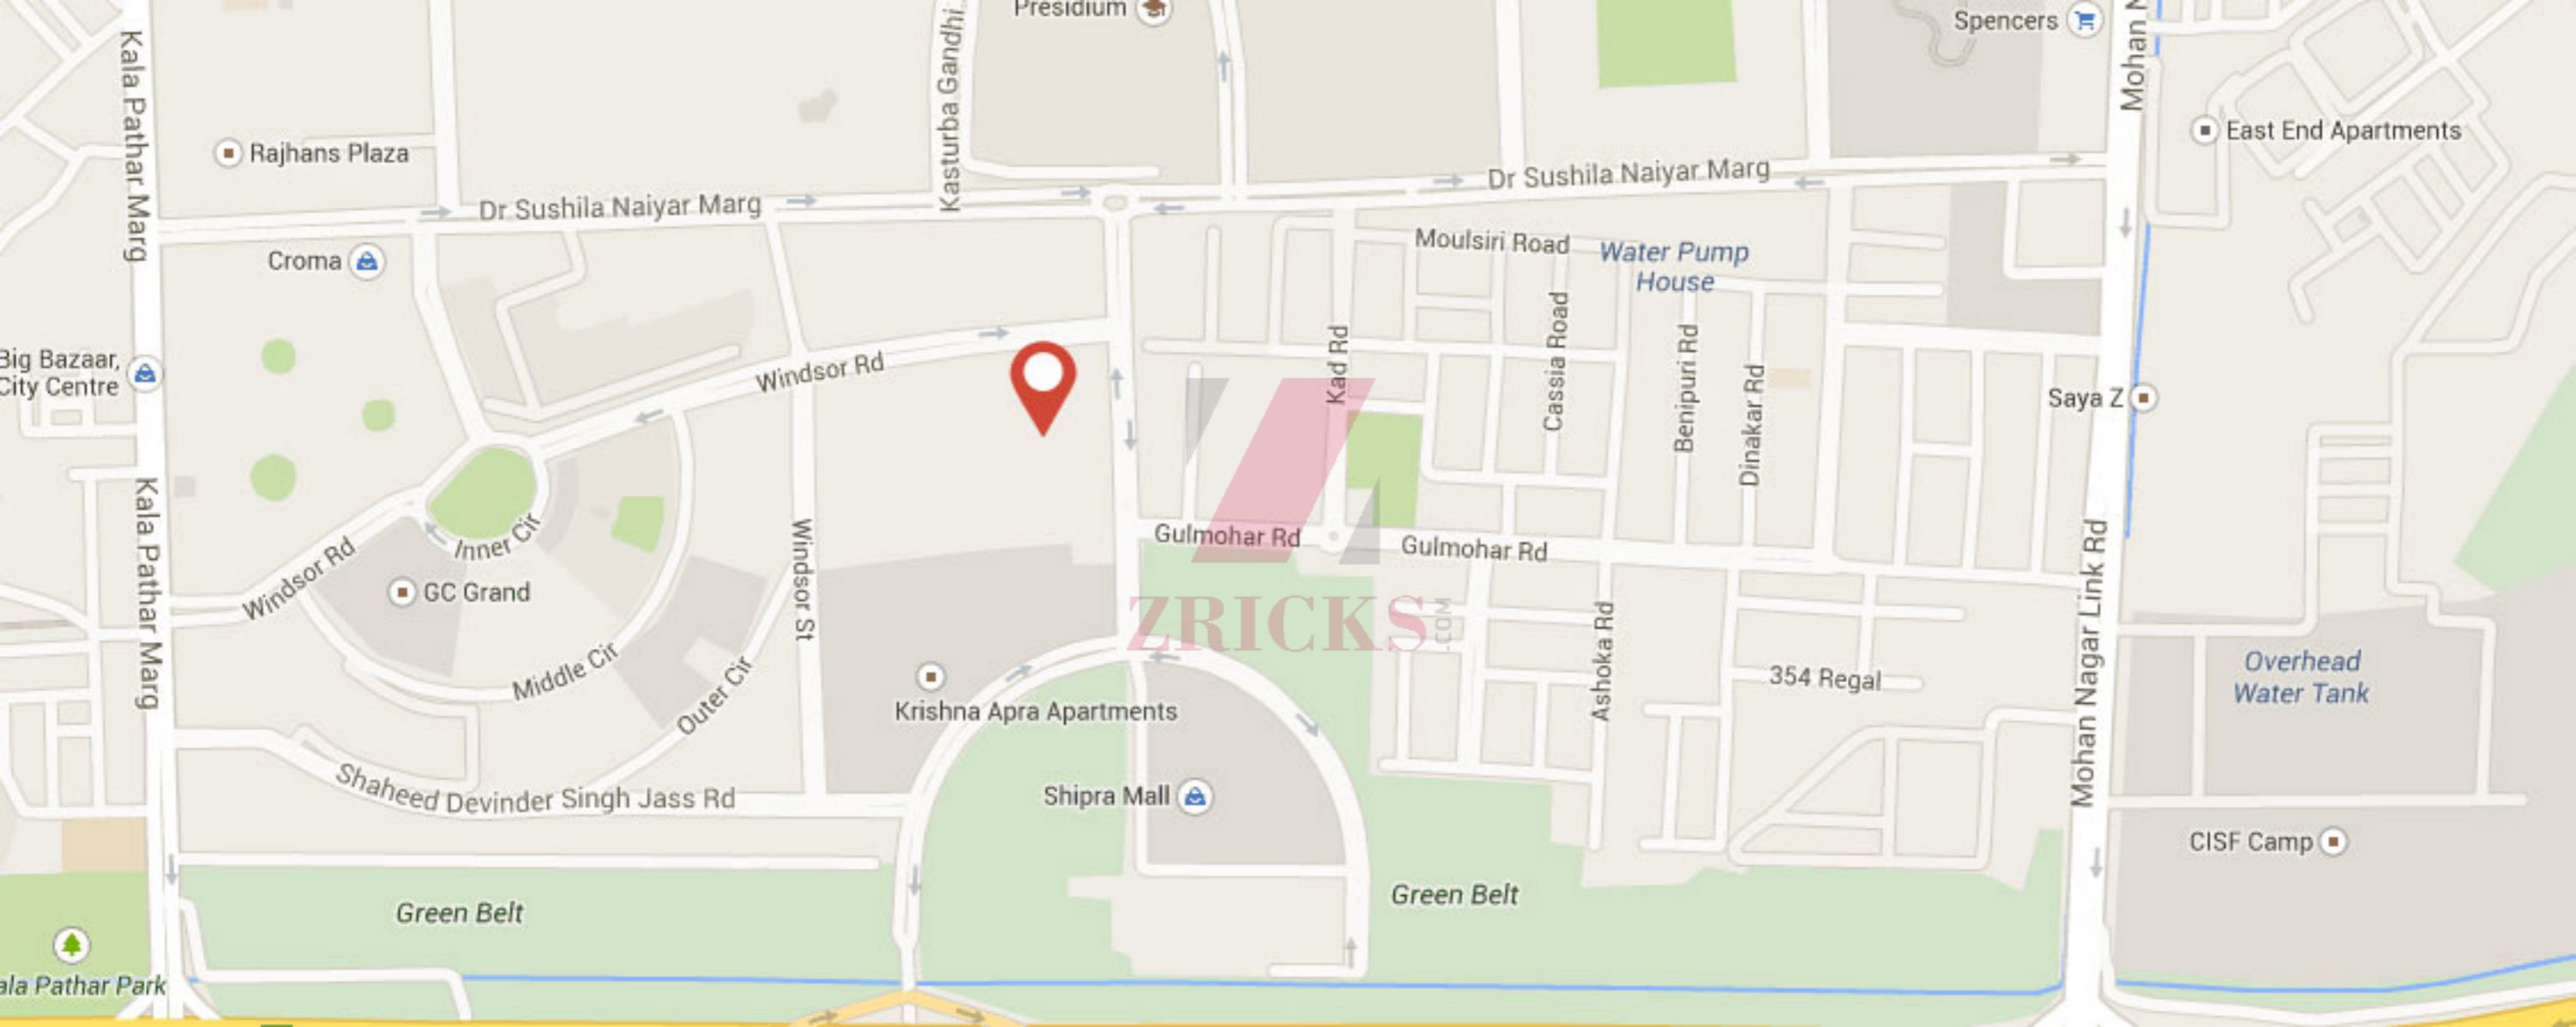 Presidium
Spencers
Kala Pathar Marg
Kasturba Gandhi
Mohan N
East End Apartments
Rajhans Plaza
Dr Sushila Naiyar Marg
Dr Sushila Naiyar Marg
Croma
Moulsiri Road
Water Pump
House
Big Bazaar,
City Centre
Windsor Rd
Kad Rd
Cassia Road
Benipuri Rd
Dinakar Rd
Saya Z
Kala Pathar Marg
Inner Cir
Windsor Rd
Windsor St
Gulmohar Rd
Gulmohar Rd
GC Grand
ZRICKS
.COM
Ashoka Rd
Mohan Nagar Link Rd
Middle Cir
Outer Cir
354 Regal
Overhead
Water Tank
Krishna Apra Apartments
Shipra Mall
Shaheed Devinder Singh Jass Rd
CISF Camp
Green Belt
Green Belt
ala Pathar Park